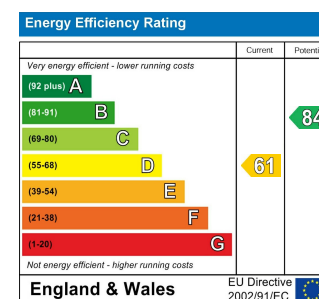 Energy Efficiency Rating
Current Potenti
Very energy efficient - lower running costs
(92 plus) A
(81-91) B
84
(69-80) C
(55-68) D
61
(39-54) E
(21-38) F
(1-20) G
Not energy efficient - higher running costs
England & Wales
EU Directive
2002/91/EC